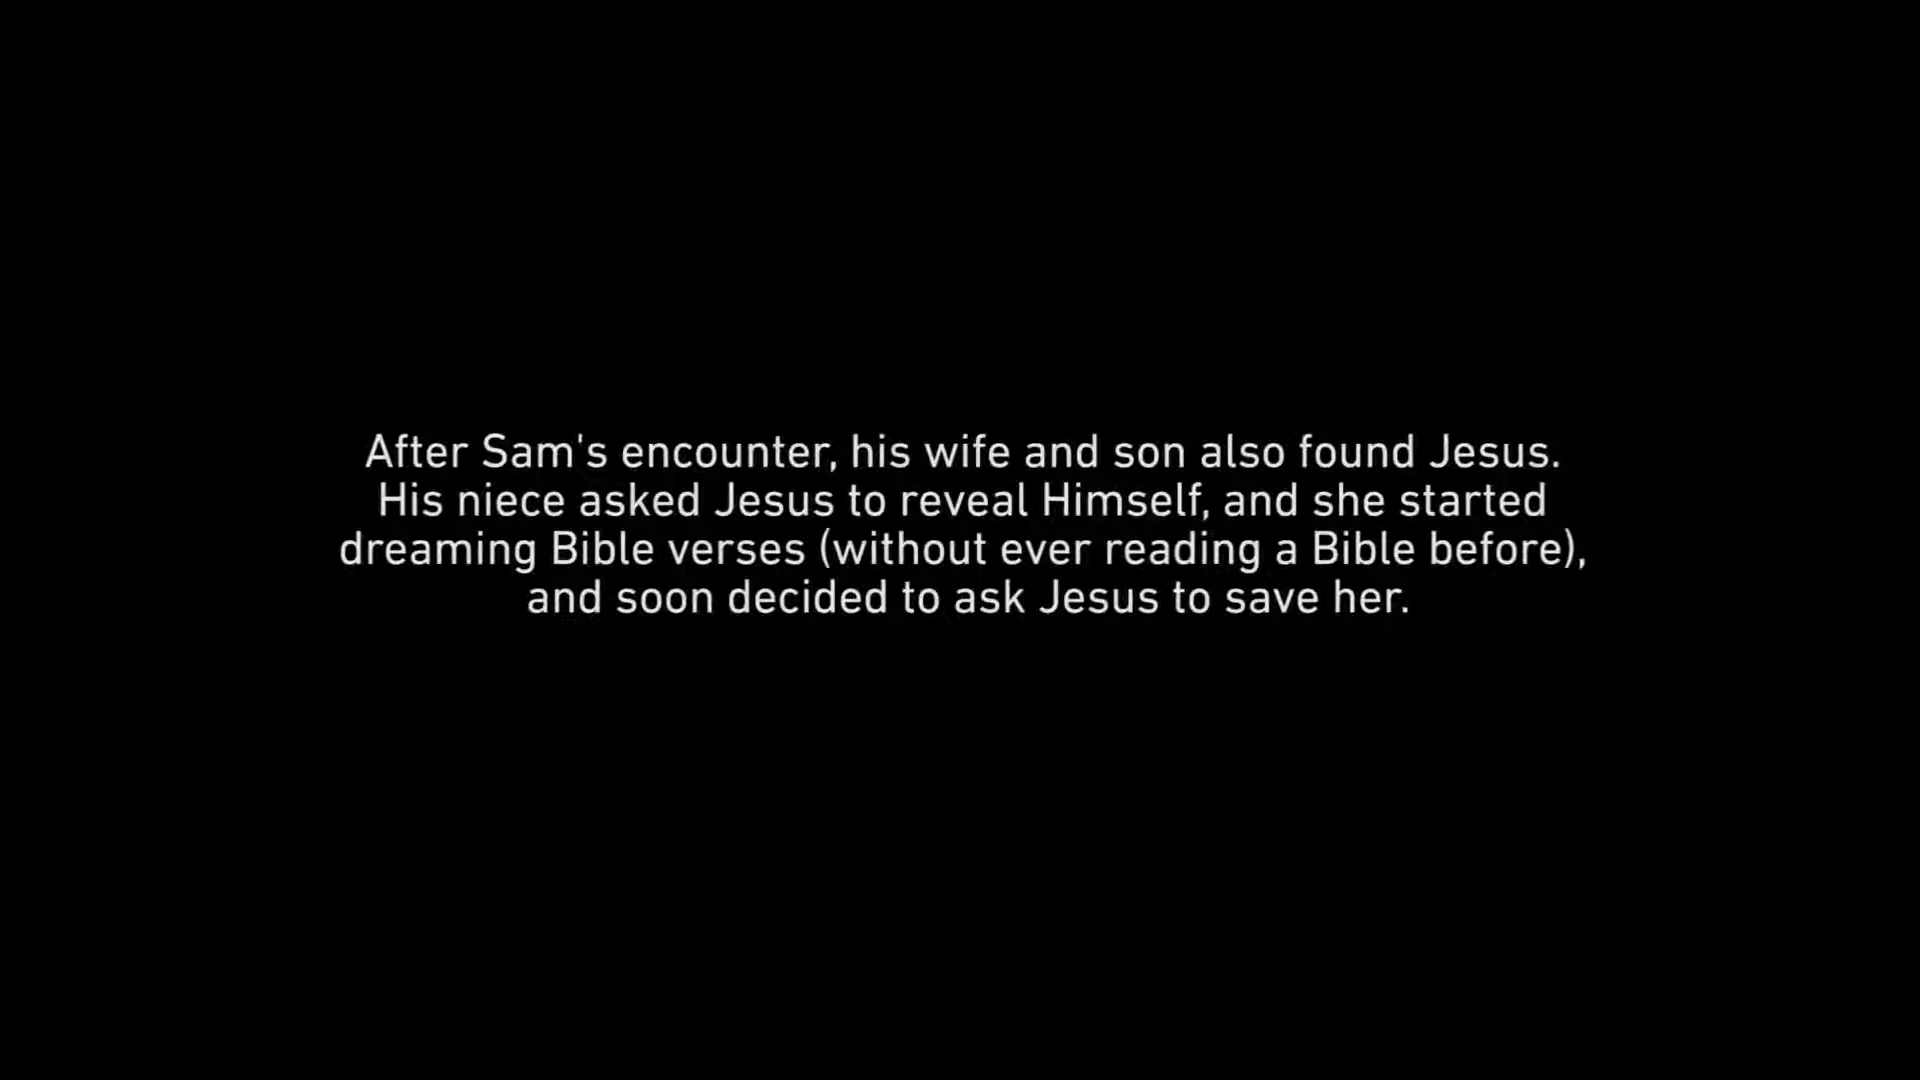 After Sam's encounter, his wife and son also found Jesus.
His niece asked Jesus to reveal Himself, and she started
dreaming Bible verses (without ever reading a Bible before),
and soon decided to ask Jesus to save her.